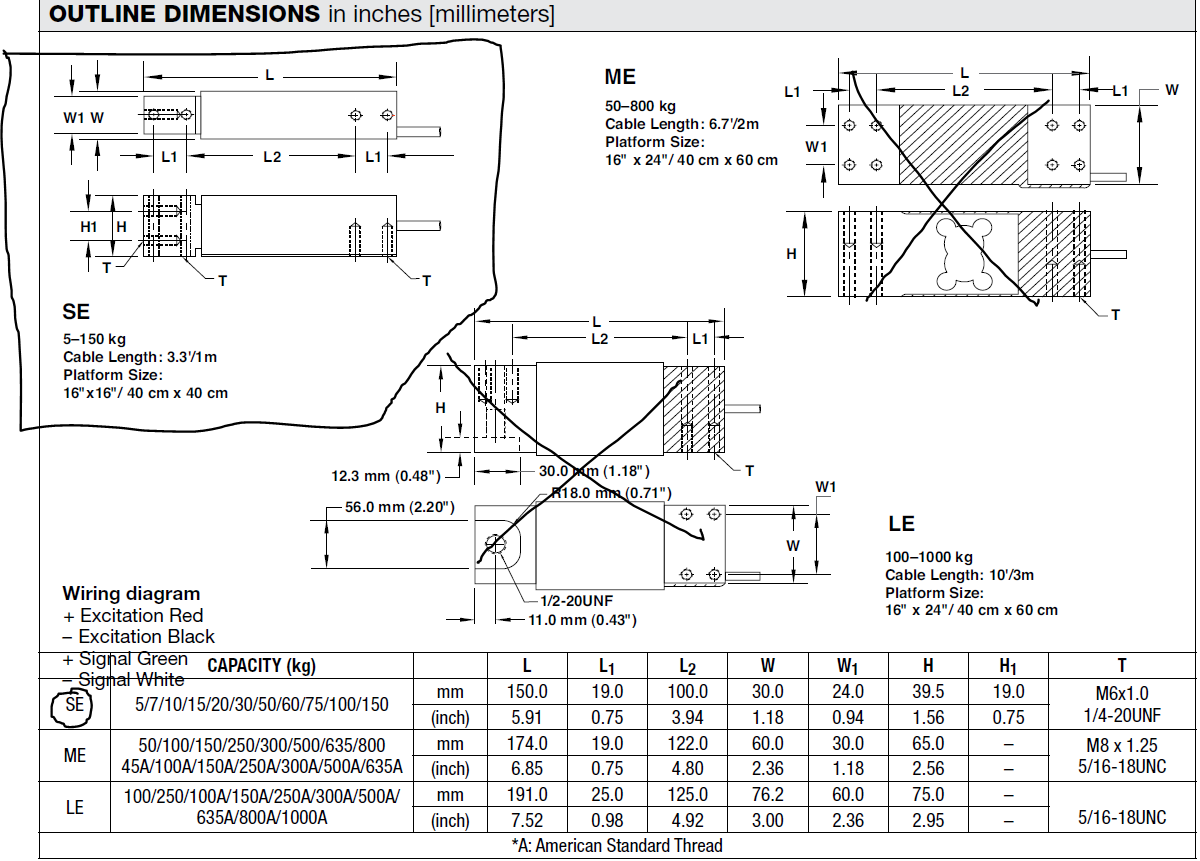 OUTLINE DIMENSIONS in inches [millimeters]
L
W1 W
L1 L2 L1
H1 H
T
T T
SE
5–150 kg
Cable Length: 3.3'/1m
Platform Size:
16"x16"/ 40 cm x 40 cm
ME
50–800 kg
Cable Length: 6.7'/2m
Platform Size:
16" x 24"/ 40 cm x 60 cm
L
L1 L2 L1 W
W1
H
T
L
L2 L1
H
T
12.3 mm (0.48")
30.0 mm (1.18")
R18.0 mm (0.71")
56.0 mm (2.20")
W1
W
1/2-20UNF
11.0 mm (0.43")
LE
100–1000 kg
Cable Length: 10'/3m
Platform Size:
16" x 24"/ 40 cm x 60 cm
Wiring diagram
+ Excitation Red
– Excitation Black
+ Signal Green
– Signal White
CAPACITY (kg) L L1 L2 W W1 H H1 T
SE 5/7/10/15/20/30/50/60/75/100/150 mm 150.0 19.0 100.0 30.0 24.0 39.5 19.0 M6x1.0
(inch) 5.91 0.75 3.94 1.18 0.94 1.56 0.75 1/4-20UNF
ME 50/100/150/250/300/500/635/800 mm 174.0 19.0 122.0 60.0 30.0 65.0 – M8 x 1.25
45A/100A/150A/250A/300A/500A/635A (inch) 6.85 0.75 4.80 2.36 1.18 2.56 – 5/16-18UNC
LE 100/250/100A/150A/250A/300A/500A/ mm 191.0 25.0 125.0 76.2 60.0 75.0 –
635A/800A/1000A (inch) 7.52 0.98 4.92 3.00 2.36 2.95 – 5/16-18UNC
*A: American Standard Thread